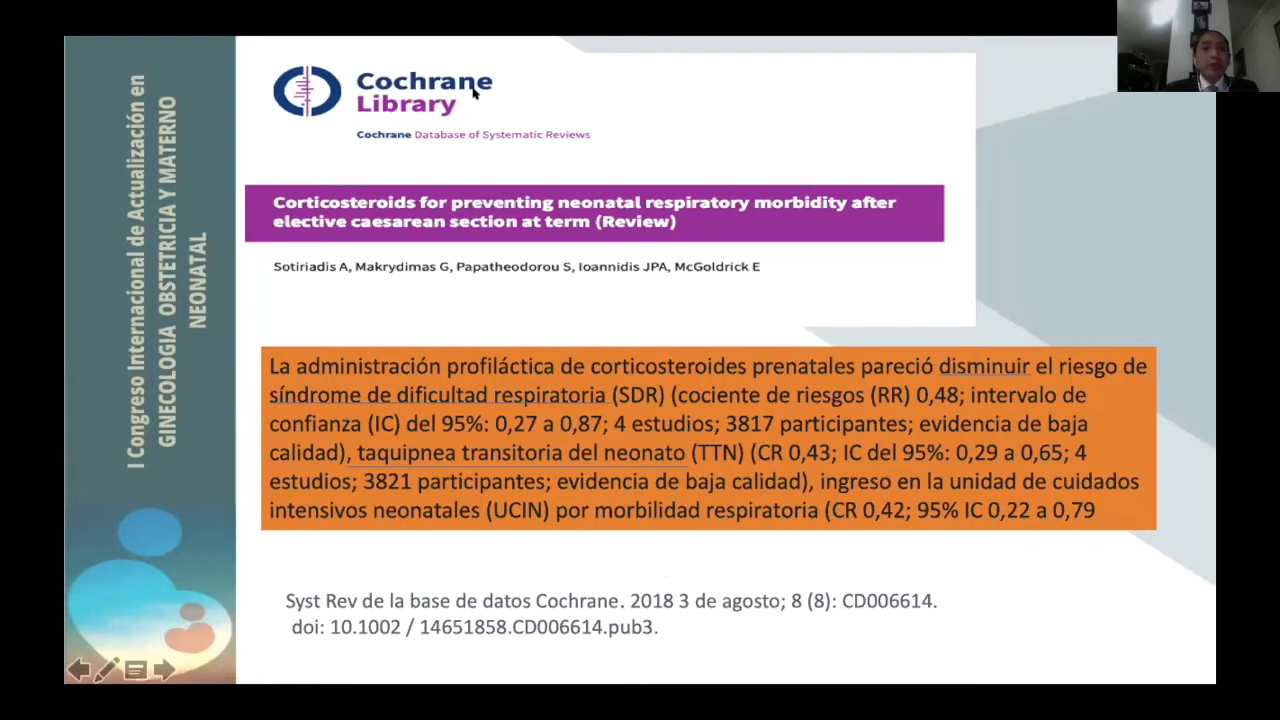 I Congreso Internacional de Actualización en
GINECOLOGIA OBSTETRICIA Y MATERNO
NEONATAL
Cochrane
Library
Cochrane Database of Systematic Reviews
Corticosteroids for preventing neonatal respiratory morbidity after
elective caesarean section at term (Review)
Sotiriadis A, Makrydimas G, Papatheodorou S, Ioannidis JPA, McGoldrick E
La administración profiláctica de corticosteroides prenatales pareció disminuir el riesgo de
síndrome de dificultad respiratoria (SDR) (cociente de riesgos (RR) 0,48; intervalo de
confianza (IC) del 95%: 0,27 a 0,87; 4 estudios; 3817 participantes; evidencia de baja
calidad), taquipnea transitoria del neonato (TTN) (CR 0,43; IC del 95%: 0,29 a 0,65; 4
estudios; 3821 participantes; evidencia de baja calidad), ingreso en la unidad de cuidados
intensivos neonatales (UCIN) por morbilidad respiratoria (CR 0,42; 95% IC 0,22 a 0,79
Syst Rev de la base de datos Cochrane. 2018 3 de agosto; 8 (8): CD006614.
doi: 10.1002 / 14651858.CD006614.pub3.